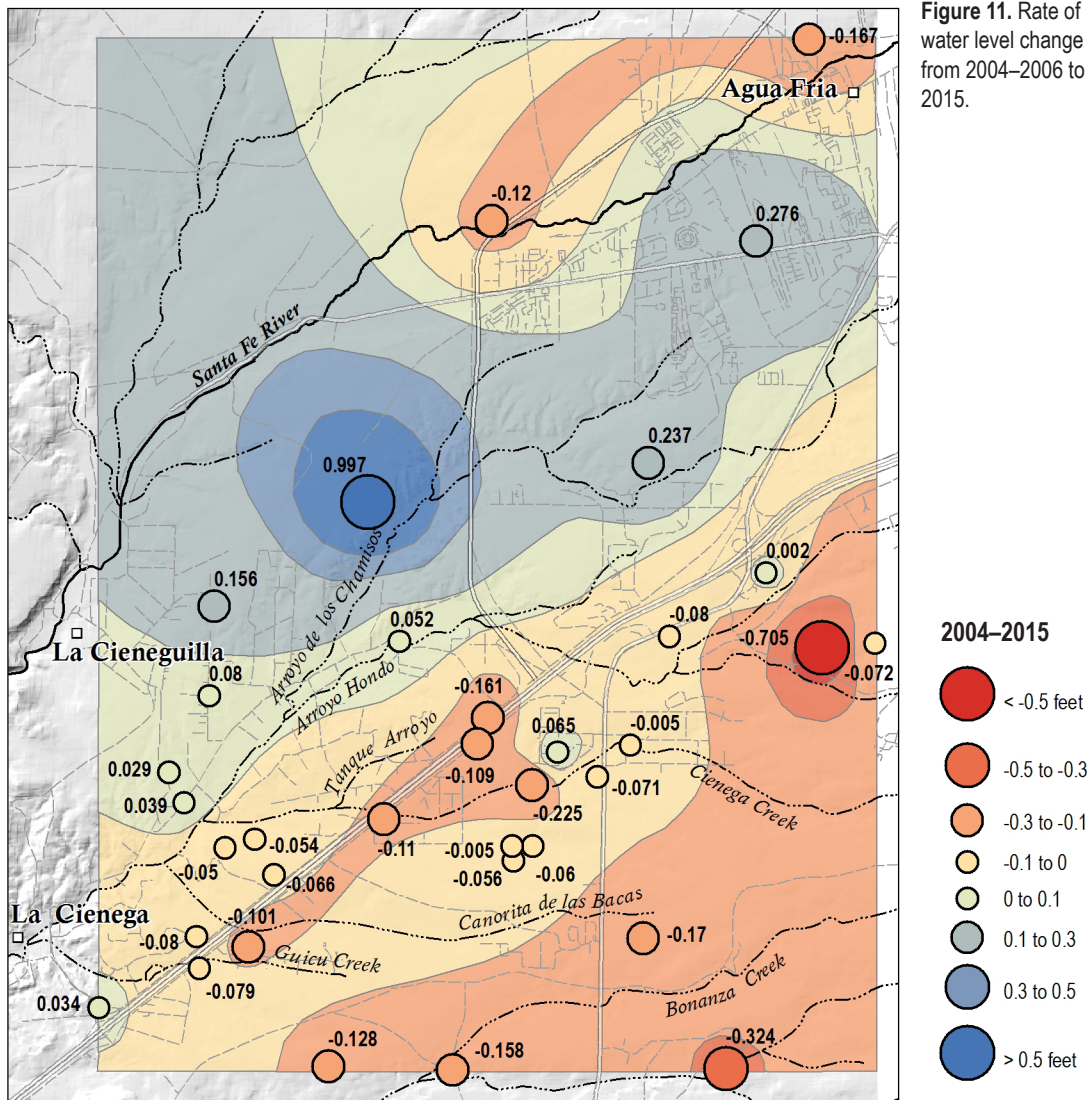 Figure 11. Rate of
water level change
from 2004–2006 to
2015.
-0.167
Agua Fria
-0.12
0.276
Santa Fe River
0.237
0.997
0.002
0.156
Arroyo de los Chamisos
0.052
-0.08
-0.705
-0.072
La Cieneguilla
Arroyo Hondo
0.08
-0.161
Tanque Arroyo
0.065
-0.005
0.029
-0.109
-0.071
Cienega Creek
0.039
-0.225
-0.11
-0.054
-0.05
-0.005
-0.06
-0.056
-0.066
Canorita de las Bacas
La Cienega
-0.101
-0.08
-0.17
Guicu Creek
-0.079
Bonanza Creek
0.034
-0.128
-0.158
-0.324
2004–2015
< -0.5 feet
-0.5 to -0.3
-0.3 to -0.1
-0.1 to 0
0 to 0.1
0.1 to 0.3
0.3 to 0.5
> 0.5 feet